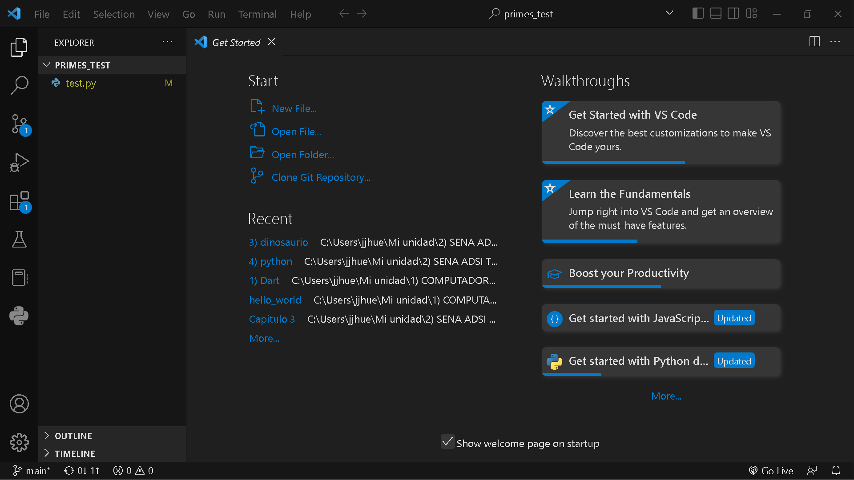 File Edit Selection View Go Run Terminal Help primes_test
EXPLORER
Get Started
PRIMES_TEST
test.py M
Start
New File...
Open File...
Open Folder...
Clone Git Repository...
Recent
3) dinosaurio C:\Users\jjhue\Mi unidad\2) SENA AD...
4) python C:\Users\jjhue\Mi unidad\2) SENA ADSI T...
1) Dart C:\Users\jjhue\Mi unidad\1) COMPUTADOR...
hello_world C:\Users\jjhue\Mi unidad\1) COMPUTA...
Capitulo 3 C:\Users\jjhue\Mi unidad\2) SENA ADSI ...
More...
Walkthroughs
Get Started with VS Code
Discover the best customizations to make VS
Code yours.
Learn the Fundamentals
Jump right into VS Code and get an overview
of the must have features.
Boost your Productivity
Get started with JavaScrip... Updated
Get started with Python d... Updated
More...
1
1
OUTLINE
TIMELINE
Show welcome page on startup
main* 0↓ 1↑ 0 0 Go Live